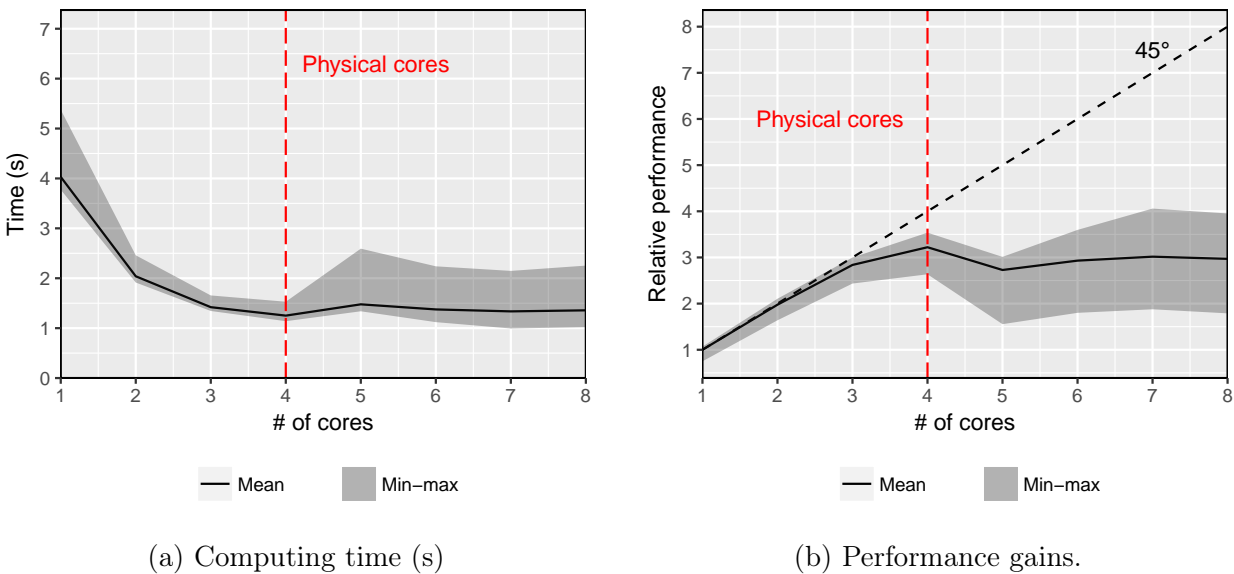 7
6
5
4
3
2
1
0
Time (s)
Physical cores
1 2 3 4 5 6 7 8
# of cores
Mean Min−max
(a) Computing time (s)
8
7
6
5
4
3
2
1
Relative performance
45°
Physical cores
1 2 3 4 5 6 7 8
# of cores
Mean Min−max
(b) Performance gains.